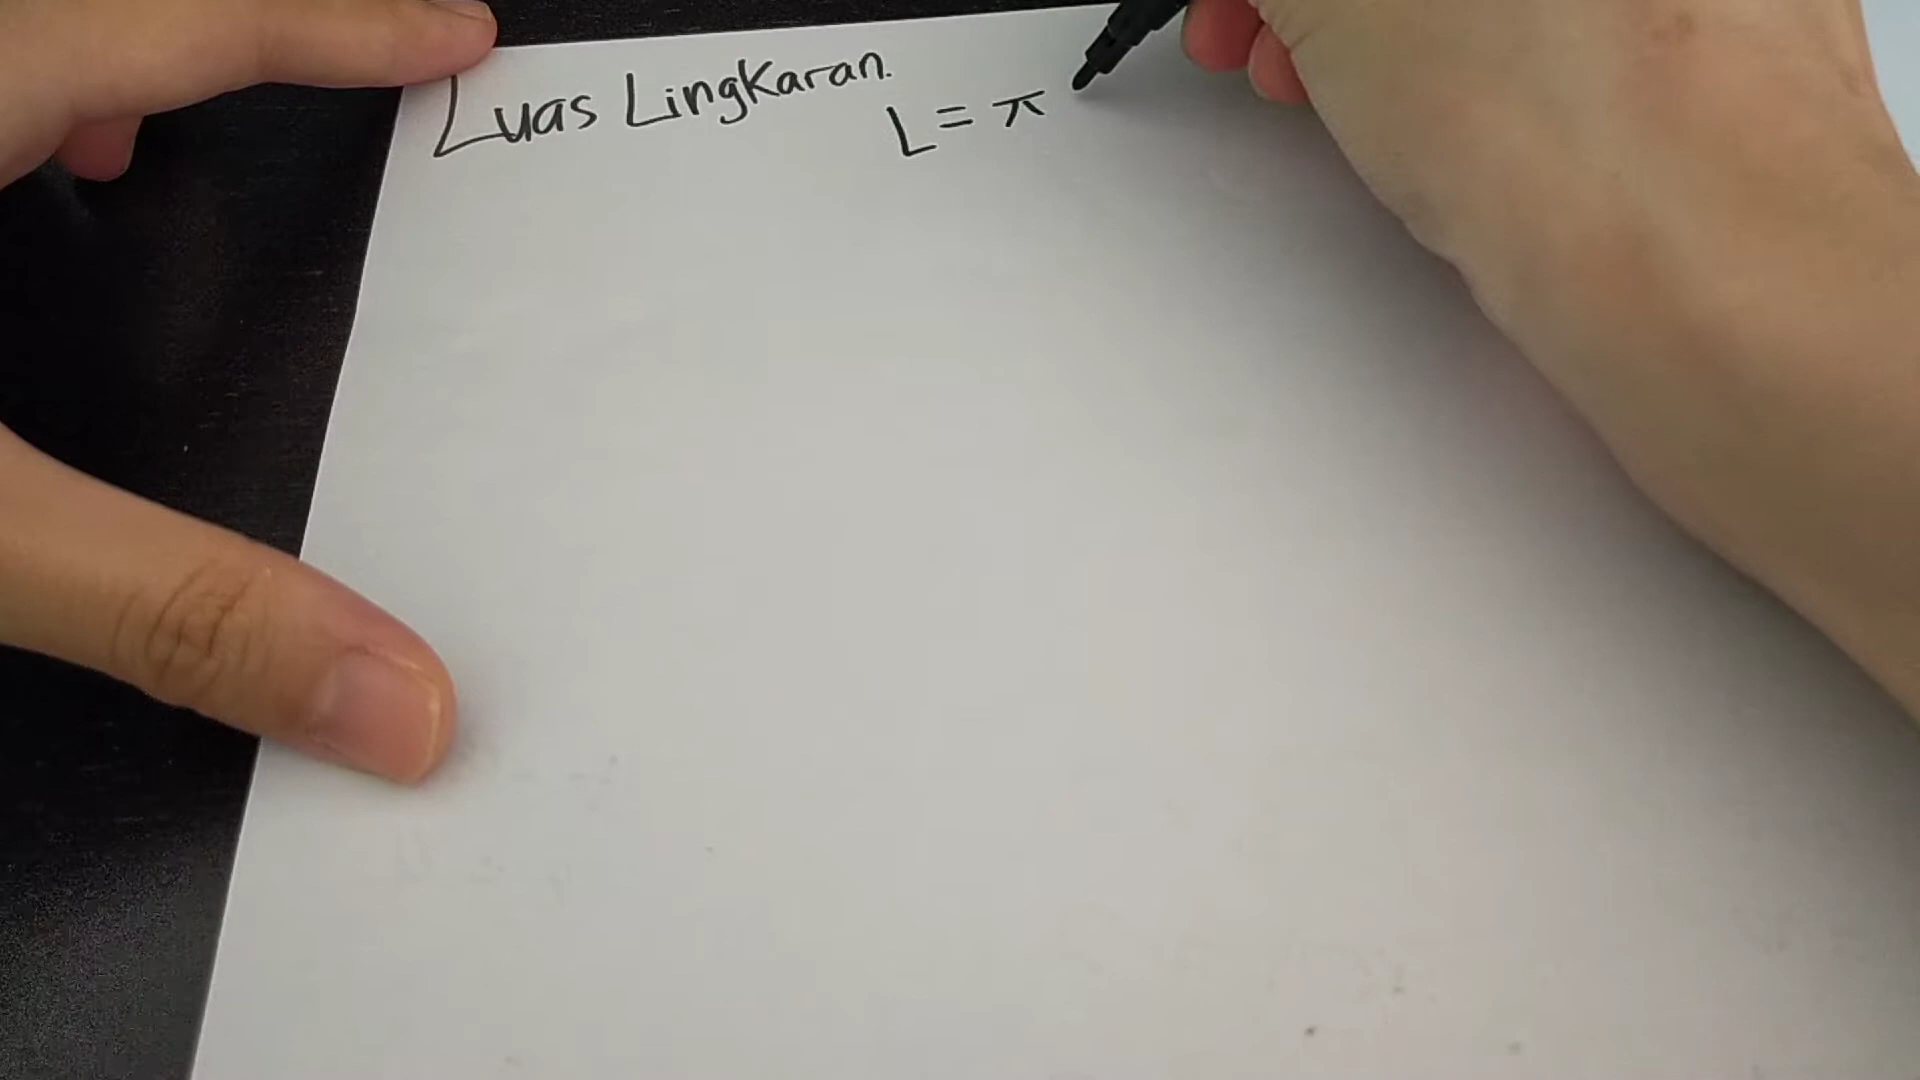 Luas Lingkaran.
L = π